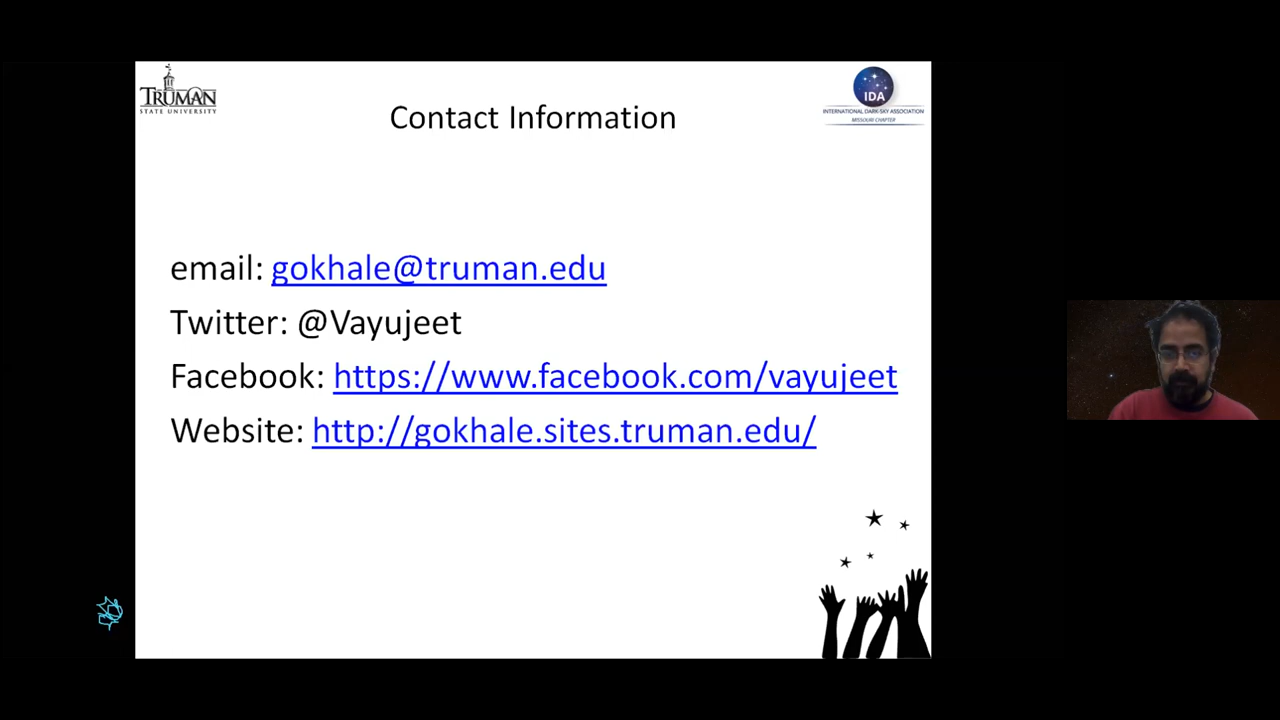 TRUMAN
STATE UNIVERSITY
IDA
INTERNATIONAL DARK-SKY ASSOCIATION
MISSOURI CHAPTER
Contact Information
email: gokhale@truman.edu
Twitter: @Vayujeet
Facebook: https://www.facebook.com/vayujeet
Website: http://gokhale.sites.truman.edu/